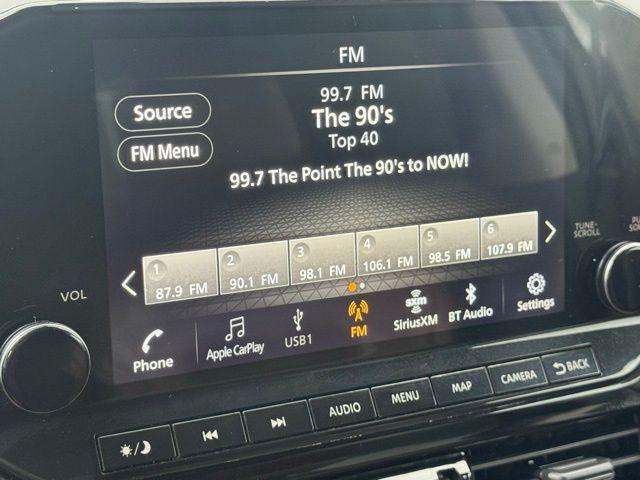 FM
99.7 FM
The 90's
Top 40
99.7 The Point The 90's to NOW!
Source
FM Menu
1 87.9 FM
2 90.1 FM
3 98.1 FM
4 106.1 FM
5 98.5 FM
6 107.9 FM
Phone
Apple CarPlay
USB1
FM
sxm
SiriusXM
BT Audio
Settings
VOL
TUNE-
SCROLL
AUDIO
MENU
MAP
CAMERA
BACK